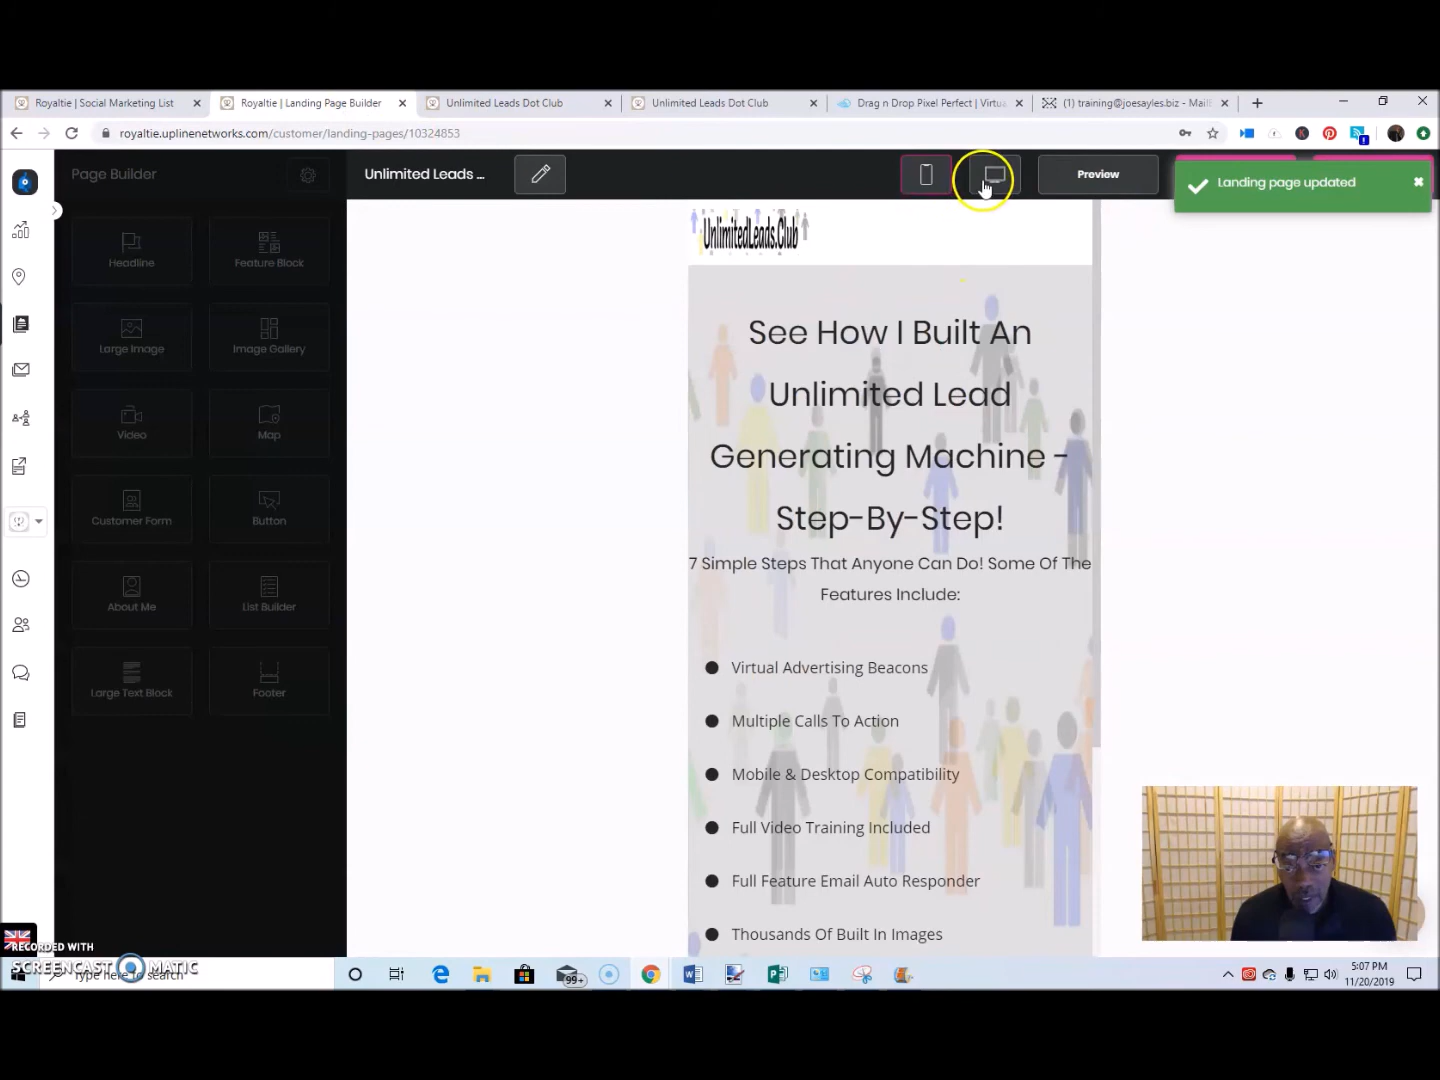 Royaltie | Social Marketing List
Royaltie | Landing Page Builder
Unlimited Leads Dot Club
Unlimited Leads Dot Club
Drag n Drop Pixel Perfect | Virtua
(1) training@joesayles.biz - Mail
royaltie.uplinenetworks.com/customer/landing-pages/10324853
Page Builder
Unlimited Leads ...
Preview
Landing page updated
Headline
Feature Block
Large Image
Image Gallery
Video
Map
Customer Form
Button
About Me
List Builder
Large Text Block
Footer
UnlimitedLeads.Club
See How I Built An
Unlimited Lead
Generating Machine -
Step-By-Step!
7 Simple Steps That Anyone Can Do! Some Of The
Features Include:
Virtual Advertising Beacons
Multiple Calls To Action
Mobile & Desktop Compatibility
Full Video Training Included
Full Feature Email Auto Responder
Thousands Of Built In Images
RECORDED WITH
SCREENCAST MATIC
Type here to search
99+
5:07 PM
11/20/2019